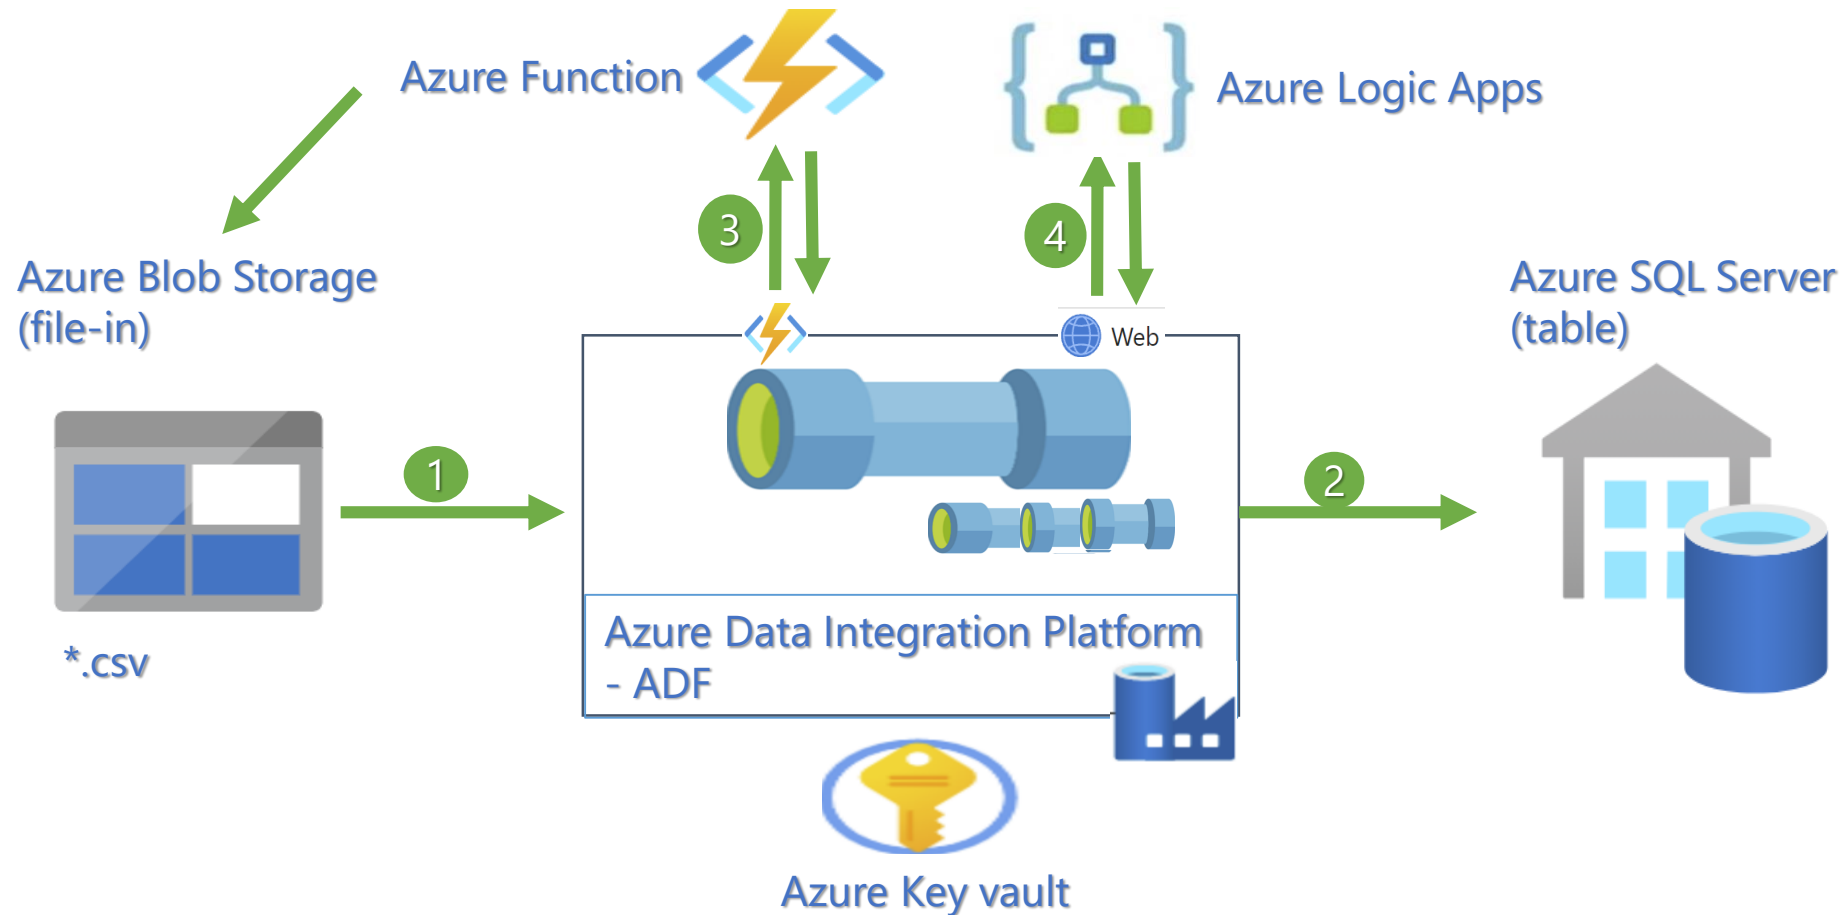 Azure Function
Azure Logic Apps
3
4
Azure Blob Storage
(file-in)
Azure SQL Server
(table)
Web
1
2
*.csv
Azure Data Integration Platform
- ADF
Azure Key vault